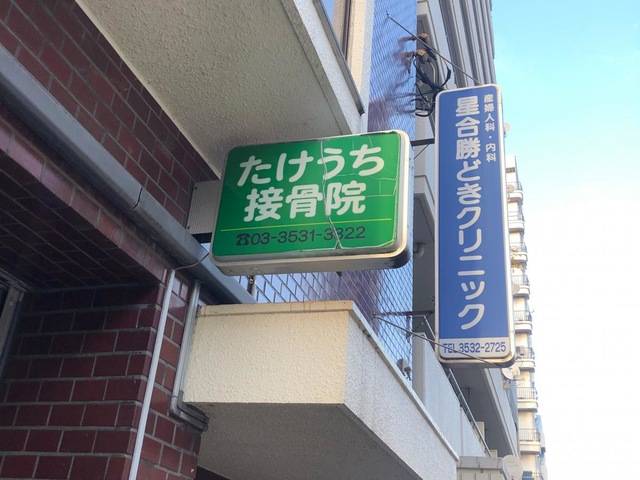 たけうち
接骨院
☎03-3531-3322
産婦人科・内科
星合勝どきクリニック
TEL3532-2725